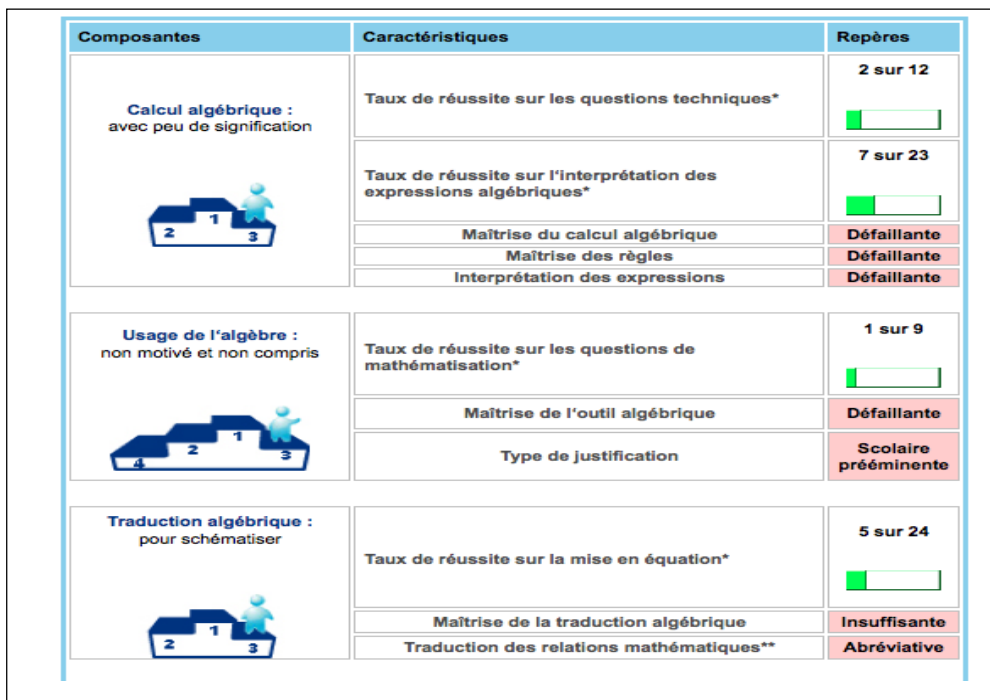 Composantes Caractéristiques Repères
Calcul algébrique :
avec peu de signification
1
2
3
Taux de réussite sur les questions techniques*
2 sur 12
Taux de réussite sur l'interprétation des
expressions algébriques*
7 sur 23
Maîtrise du calcul algébrique Défaillante
Maîtrise des règles Défaillante
Interprétation des expressions Défaillante
Usage de l'algèbre :
non motivé et non compris
1
2
3
4
Taux de réussite sur les questions de
mathématisation*
1 sur 9
Maîtrise de l'outil algébrique Défaillante
Type de justification Scolaire
prééminente
Traduction algébrique :
pour schématiser
1
2
3
Taux de réussite sur la mise en équation*
5 sur 24
Maîtrise de la traduction algébrique Insuffisante
Traduction des relations mathématiques** Abréviative